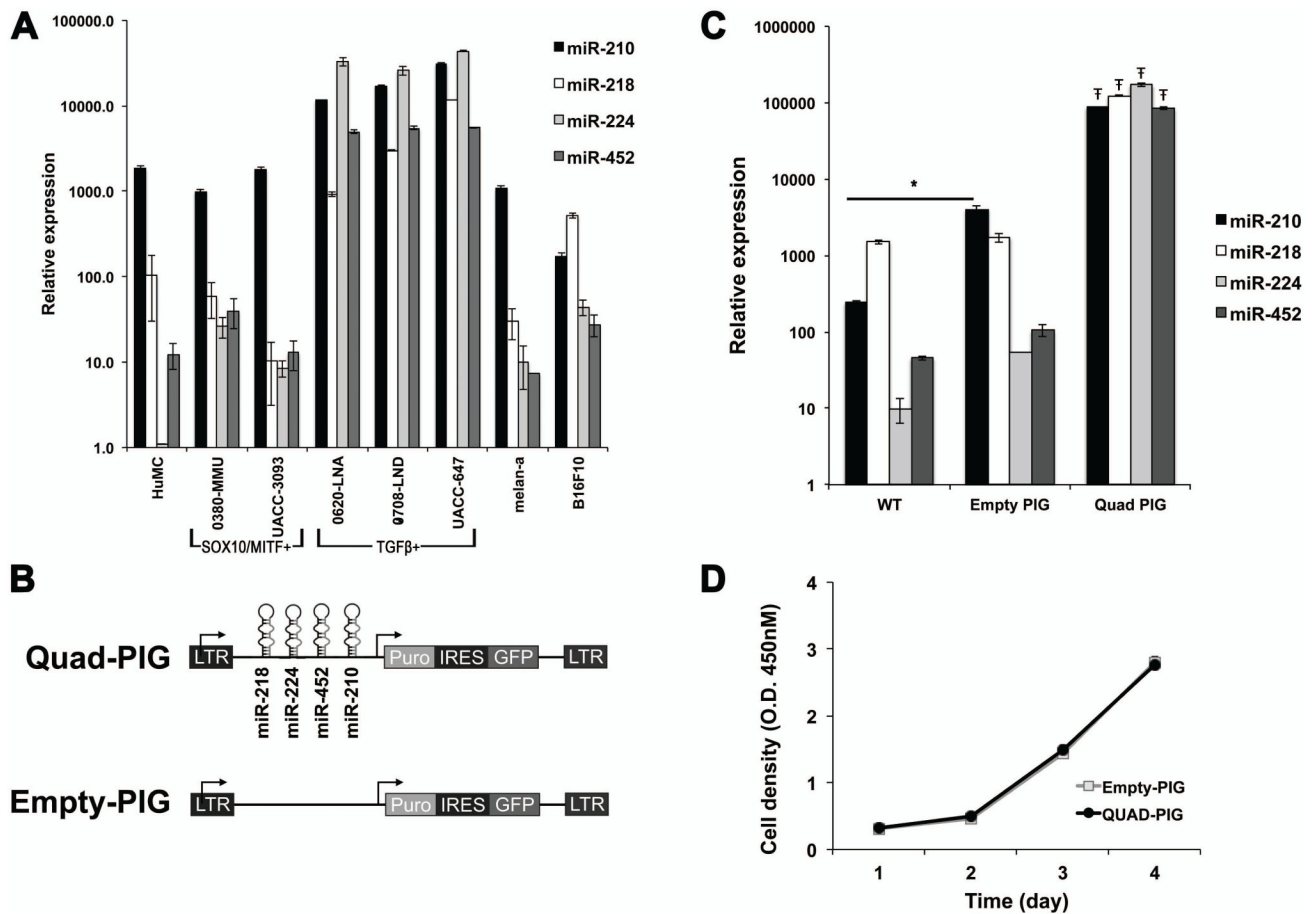 A
100000.0
10000.0
1000.0
100.0
10.0
1.0
Relative expression
miR-210
miR-218
miR-224
miR-452
HuMC
0380-MMU
UACC-3093
0620-LNA
0708-LND
UACC-647
melan-a
B16F10
SOX10/MITF+
TGFβ+
B
Quad-PIG
LTR
miR-218
miR-224
miR-452
miR-210
Puro IRES GFP
LTR
Empty-PIG
LTR
Puro IRES GFP
LTR
C
1000000
100000
10000
1000
100
10
1
Relative expression
*
Ŧ Ŧ Ŧ Ŧ
WT Empty PIG Quad PIG
miR-210
miR-218
miR-224
miR-452
D
4
3
2
1
0
Cell density (O.D. 450nM)
Empty-PIG
QUAD-PIG
1 2 3 4
Time (day)